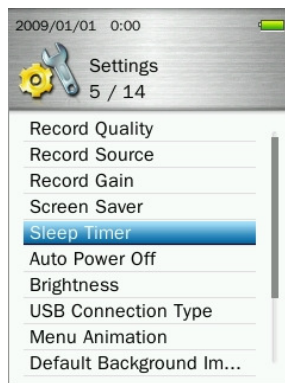 2009/01/01 0:00
Settings
5 / 14
Record Quality
Record Source
Record Gain
Screen Saver
Sleep Timer
Auto Power Off
Brightness
USB Connection Type
Menu Animation
Default Background Im...